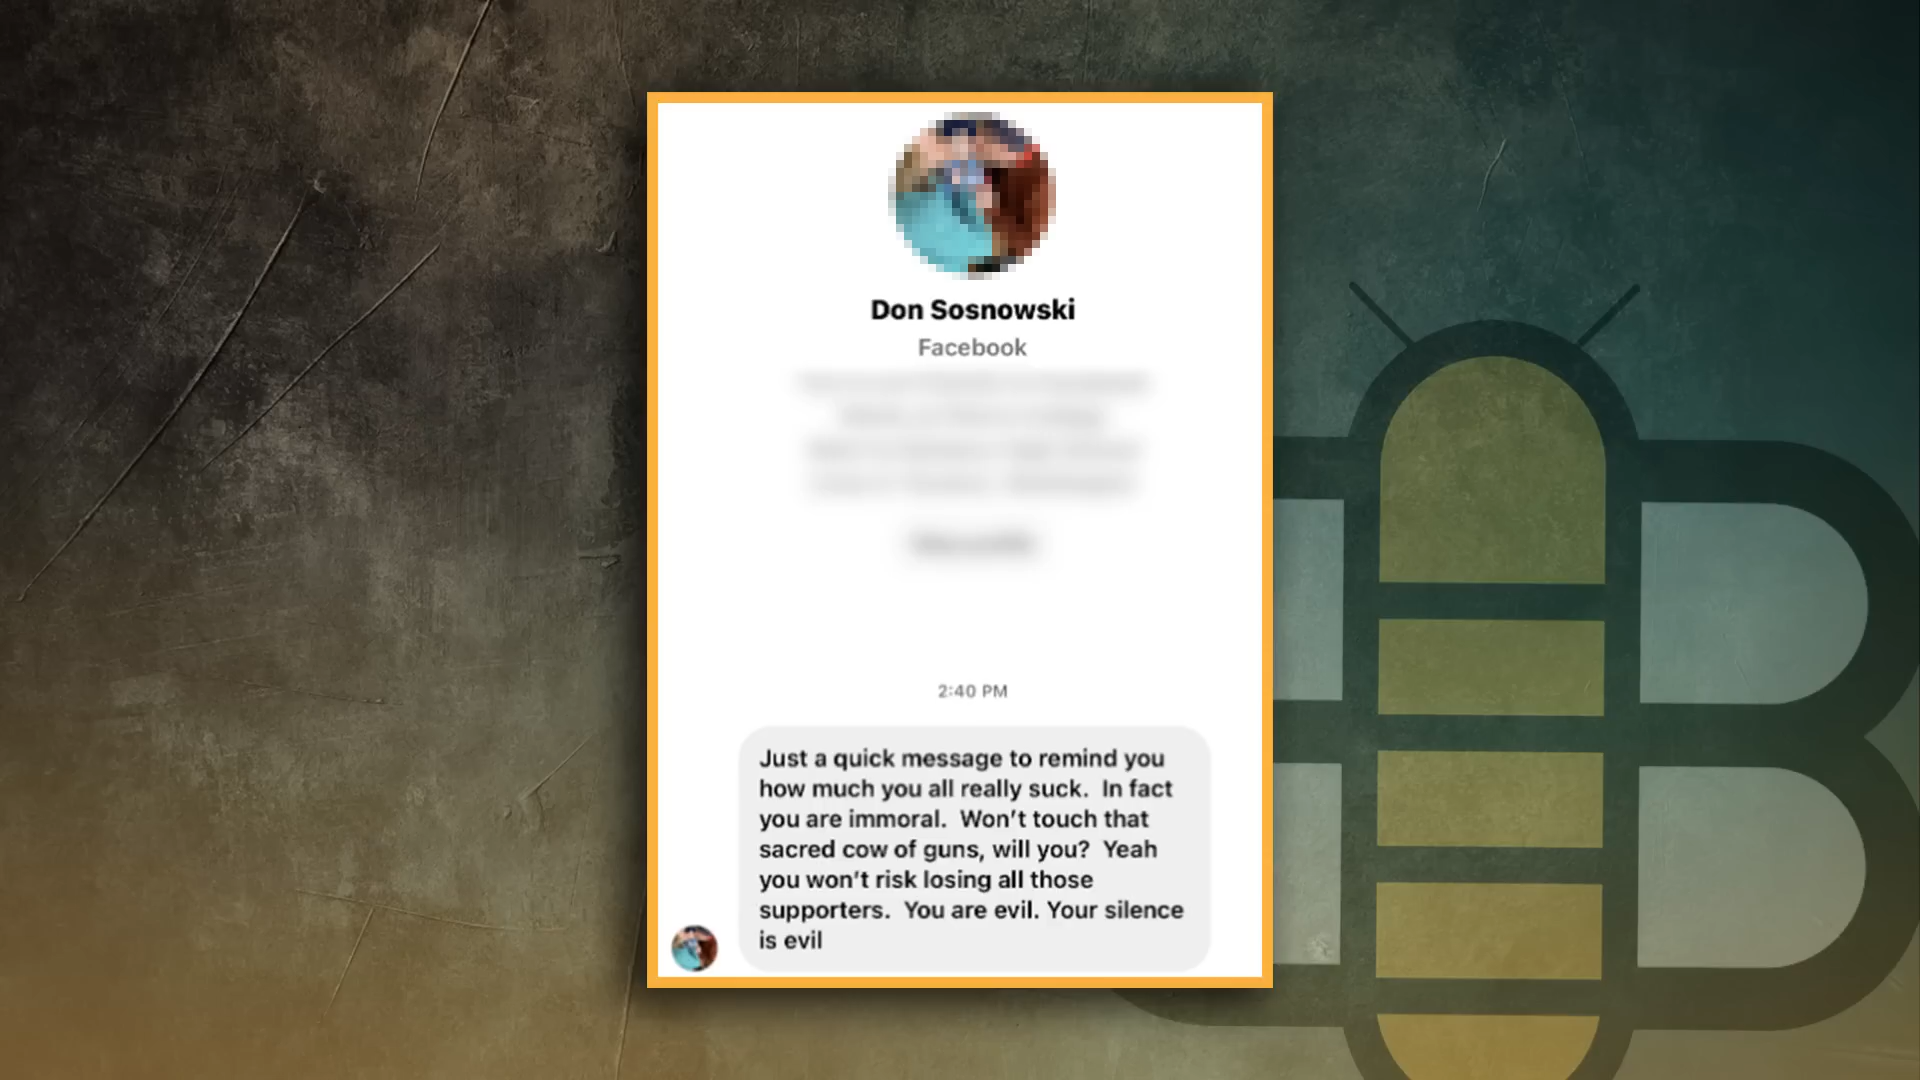 Don Sosnowski
Facebook
2:40 PM
Just a quick message to remind you
how much you all really suck.  In fact
you are immoral.  Won't touch that
sacred cow of guns, will you?  Yeah
you won't risk losing all those
supporters.  You are evil. Your silence
is evil